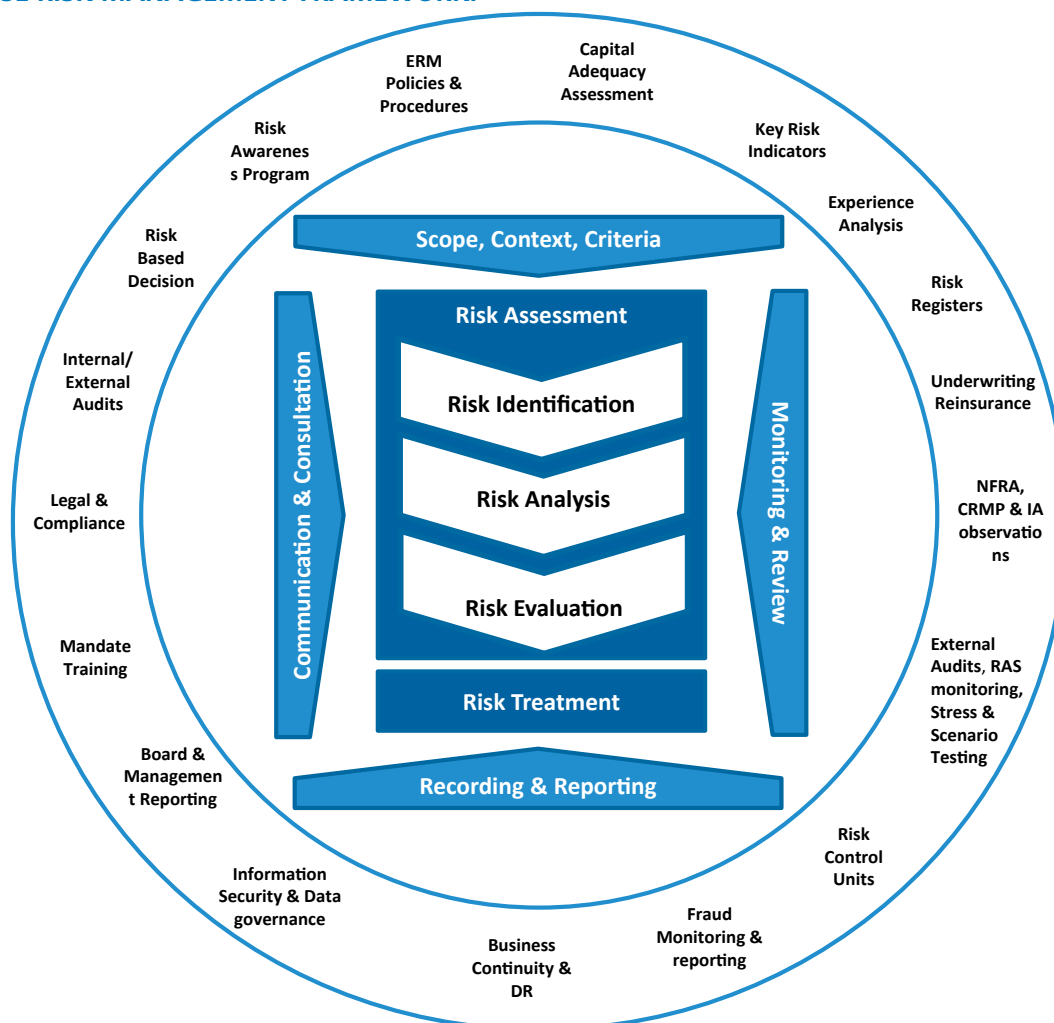 ERM
Policies &
Procedures
Capital
Adequacy
Assessment
Key Risk
Indicators
Experience
Analysis
Risk
Registers
Underwriting
Reinsurance
NFRA,
CRMP & IA
observatio
ns
External
Audits, RAS
monitoring,
Stress &
Scenario
Testing
Risk
Control
Units
Fraud
Monitoring &
reporting
Business
Continuity &
DR
Information
Security & Data
governance
Board &
Managemen
t Reporting
Mandate
Training
Legal &
Compliance
Internal/
External
Audits
Risk
Based
Decision
Risk
Awarenes
s Program
Scope, Context, Criteria
Communication & Consultation
Risk Assessment
Risk Identification
Risk Analysis
Risk Evaluation
Risk Treatment
Monitoring & Review
Recording & Reporting